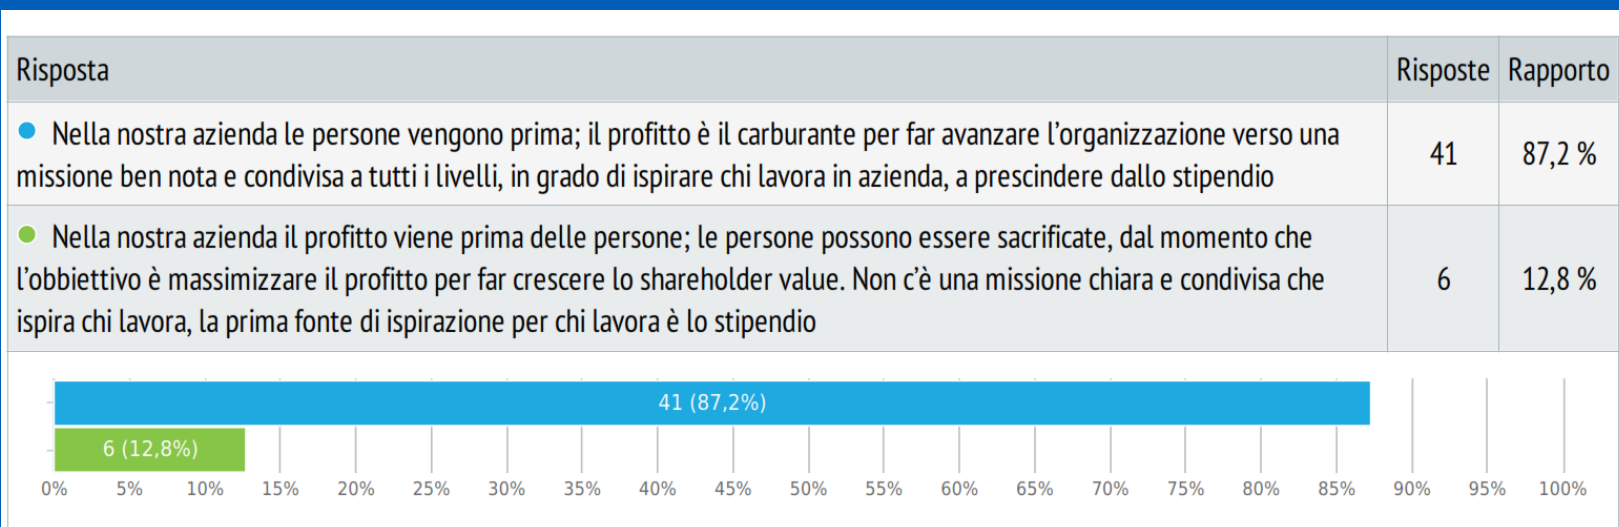 Risposta Risposte Rapporto
Nella nostra azienda le persone vengono prima; il profitto è il carburante per far avanzare l’organizzazione verso una
missione ben nota e condivisa a tutti i livelli, in grado di ispirare chi lavora in azienda, a prescindere dallo stipendio
41 87,2 %
Nella nostra azienda il profitto viene prima delle persone; le persone possono essere sacrificate, dal momento che
l’obbiettivo è massimizzare il profitto per far crescere lo shareholder value. Non c’è una missione chiara e condivisa che
ispira chi lavora, la prima fonte di ispirazione per chi lavora è lo stipendio
6 12,8 %
41 (87,2%)
6 (12,8%)
0% 5% 10% 15% 20% 25% 30% 35% 40% 45% 50% 55% 60% 65% 70% 75% 80% 85% 90% 95% 100%